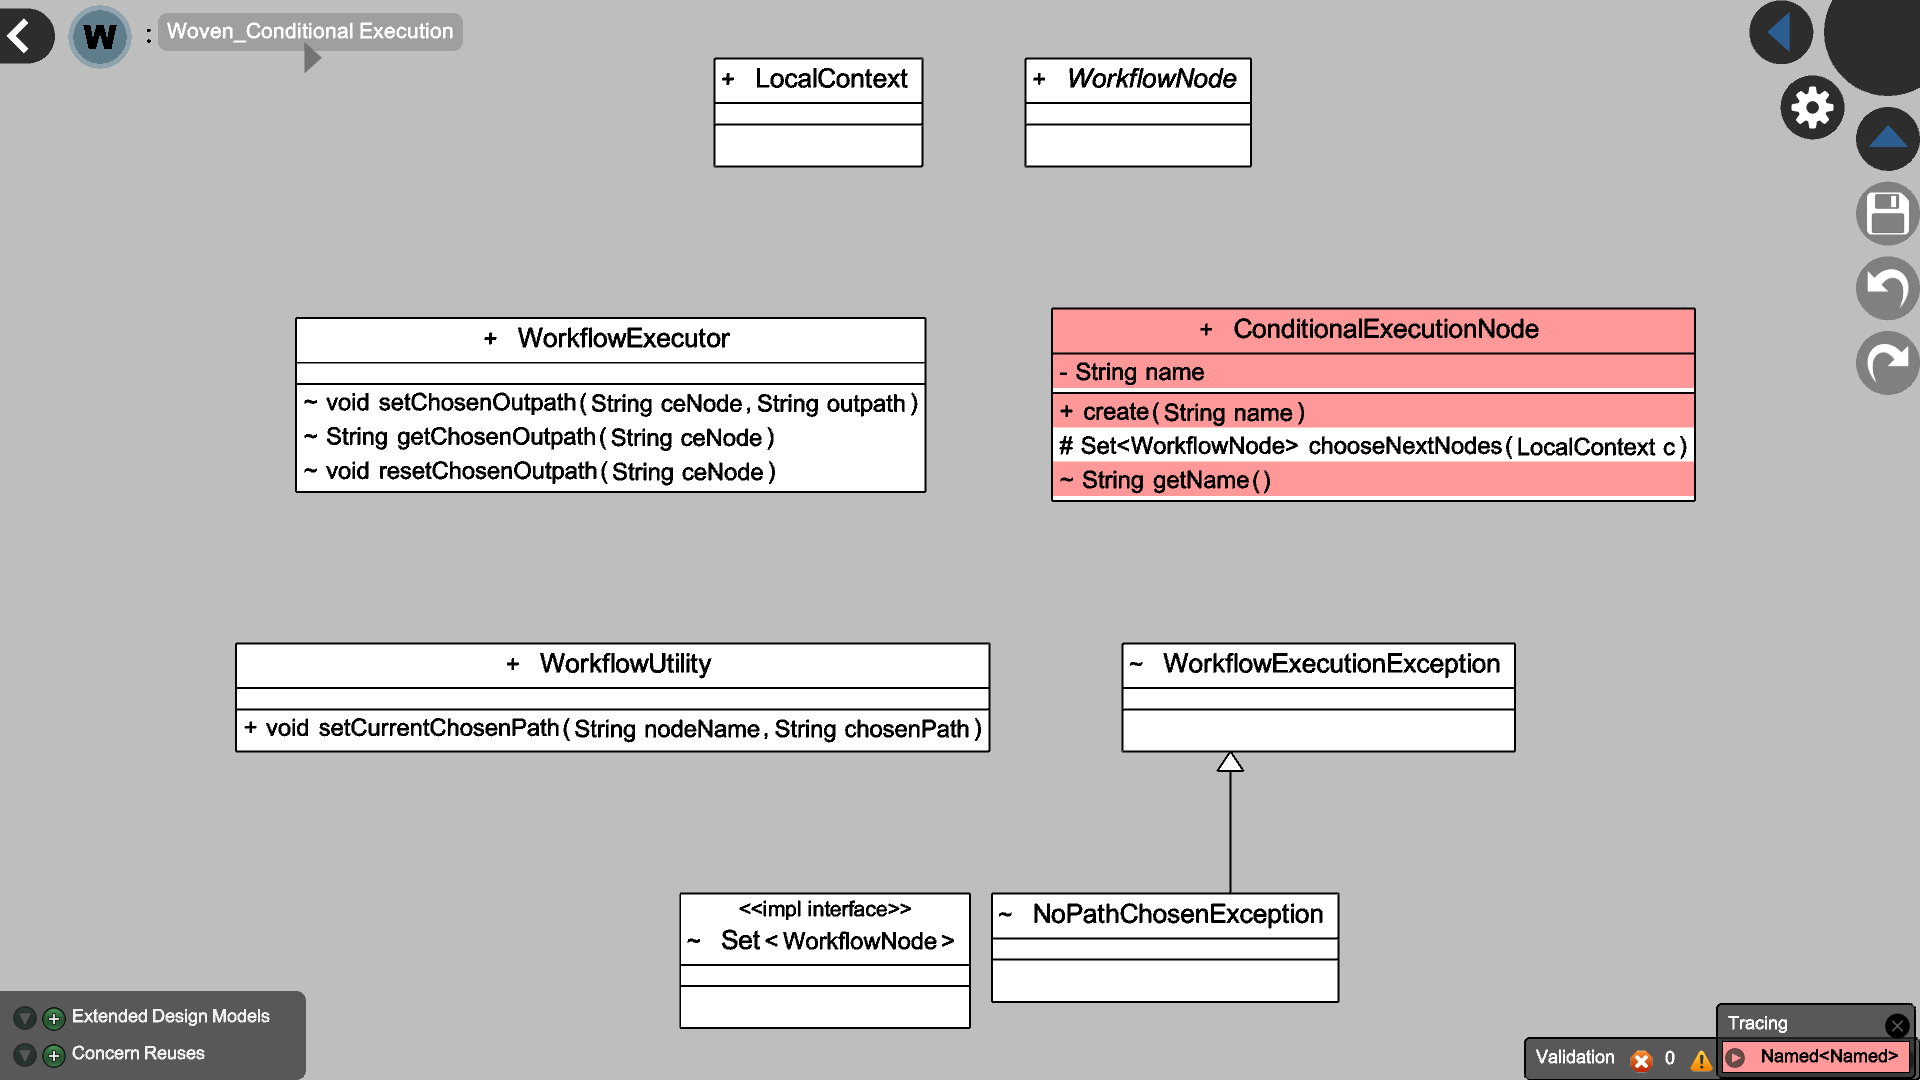 W : Woven_Conditional Execution
+ LocalContext
+ WorkflowNode
+ WorkflowExecutor
~ void setChosenOutpath(String ceNode, String outpath)
~ String getChosenOutpath(String ceNode)
~ void resetChosenOutpath(String ceNode)
+ ConditionalExecutionNode
- String name
+ create(String name)
# Set<WorkflowNode> chooseNextNodes(LocalContext c)
~ String getName()
+ WorkflowUtility
+ void setCurrentChosenPath(String nodeName, String chosenPath)
~ WorkflowExecutionException
<<impl interface>>
~ Set<WorkflowNode>
~ NoPathChosenException
Extended Design Models
Concern Reuses
Tracing
Validation 0
Named<Named>